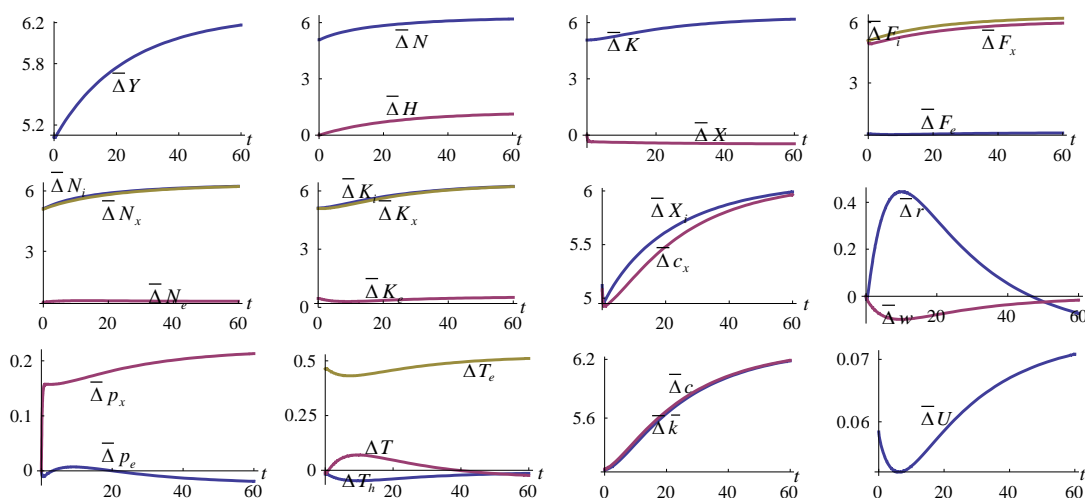 6.2
5.8
5.2
Δ̅ Y
0 20 40 60 t
6
3
0
Δ̅ N
Δ̅ H
0 20 40 60 t
6
3
0
Δ̅ K
Δ̅ X
20 40 60 t
6
3
0
Δ̅ F_i
Δ̅ F_x
Δ̅ F_e
0 20 40 60 t
Δ̅ N_i
6
3
Δ̅ N_x
Δ̅ N_e
0 20 40 60 t
6
3
0
Δ̅ K_i
Δ̅ K_x
Δ̅ K_e
0 20 40 60 t
6
5.5
5
Δ̅ X_i
Δ̅ c_x
20 40 60 t
0.4
0.2
0
Δ̅ r
Δ̅ w
20 40 60 t
0.2
0.1
0
Δ̅ p_x
Δ̅ p_e
20 40 60 t
0.5
0.25
0
Δ T_e
Δ T
Δ T_h
20 40 60 t
6.2
5.6
Δ̅ c
Δ̅ k̅
0 20 40 60 t
0.07
0.06
Δ̅ U
0 20 40 60 t